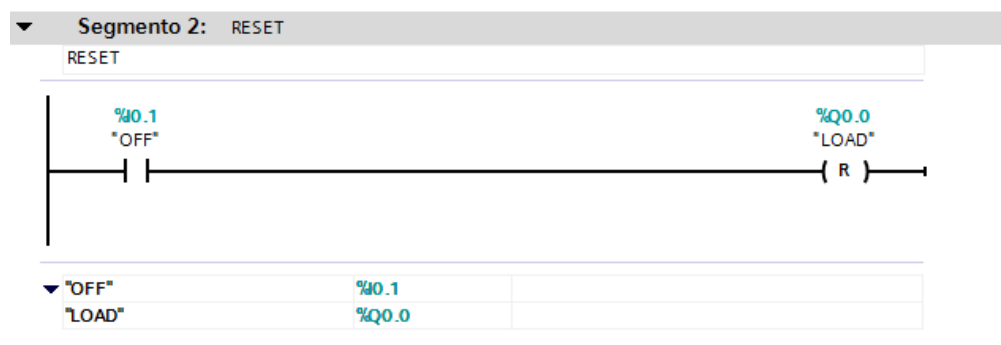 Segmento 2: RESET
RESET
%I0.1 %Q0.0
"OFF" "LOAD"
( R )
"OFF" %I0.1
"LOAD" %Q0.0